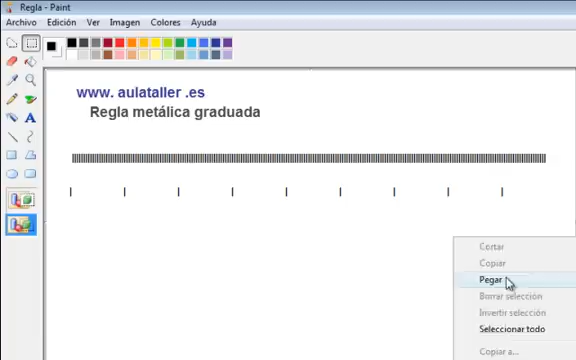 Regla - Paint
Archivo Edición Ver Imagen Colores Ayuda
www. aulataller .es
Regla metálica graduada
Cortar
Copiar
Pegar
Borrar selección
Invertir selección
Seleccionar todo
Copiar a...